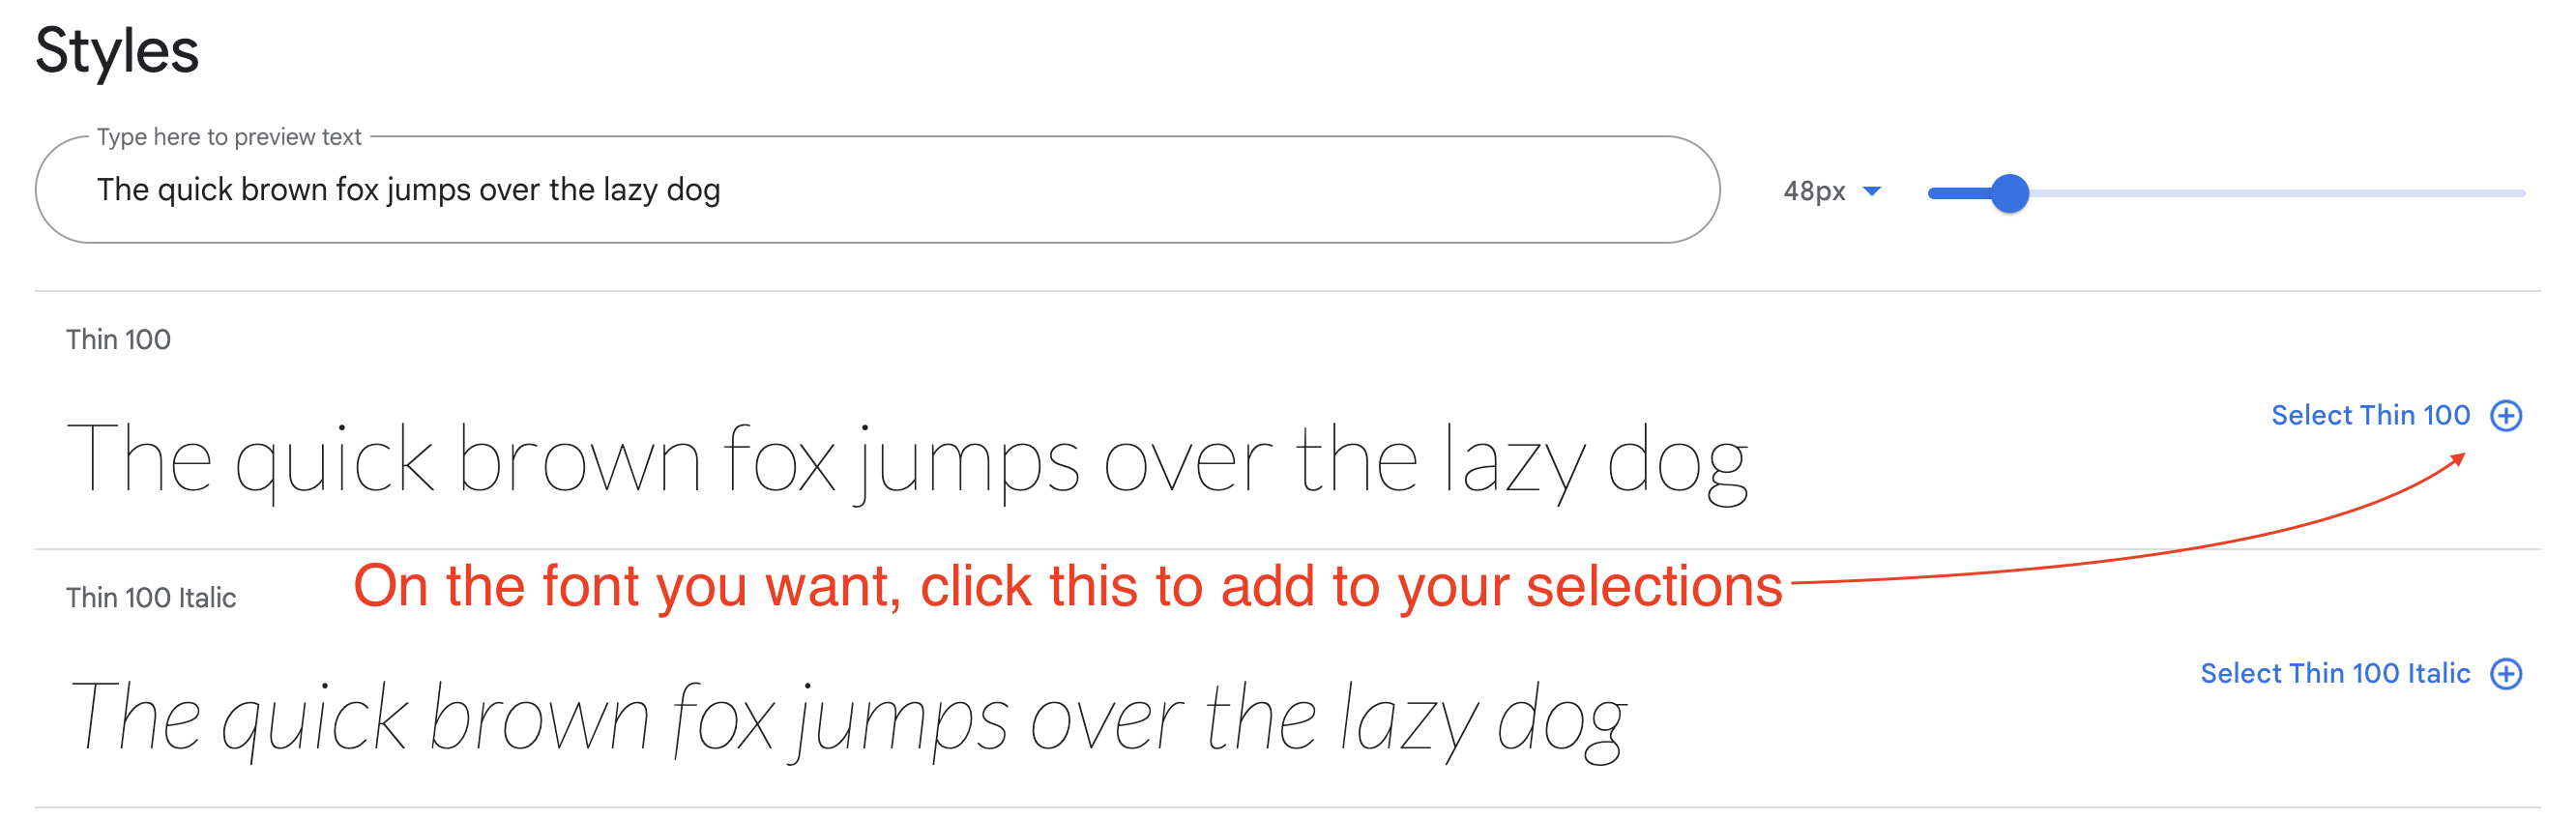 Styles
Type here to preview text
The quick brown fox jumps over the lazy dog
48px
Thin 100
Select Thin 100
The quick brown fox jumps over the lazy dog
On the font you want, click this to add to your selections
Thin 100 Italic
Select Thin 100 Italic
The quick brown fox jumps over the lazy dog